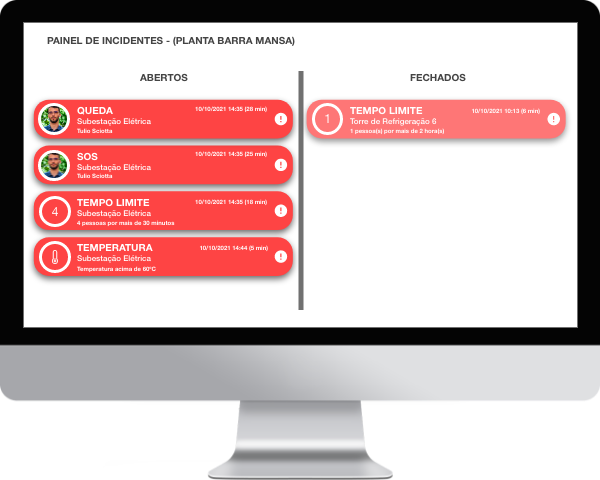 PAINEL DE INCIDENTES - (PLANTA BARRA MANSA)
ABERTOS
QUEDA 10/10/2021 14:35 (28 min)
Subestação Elétrica
Tulio Sciotta
SOS 10/10/2021 14:35 (25 min)
Subestação Elétrica
Tulio Sciotta
4 TEMPO LIMITE 10/10/2021 14:35 (18 min)
Subestação Elétrica
4 pessoas por mais de 30 minutos
TEMPERATURA 10/10/2021 14:44 (5 min)
Subestação Elétrica
Temperatura acima de 60ºC
FECHADOS
1 TEMPO LIMITE 10/10/2021 10:13 (6 min)
Torre de Refrigeração 6
1 pessoa(s) por mais de 2 hora(s)